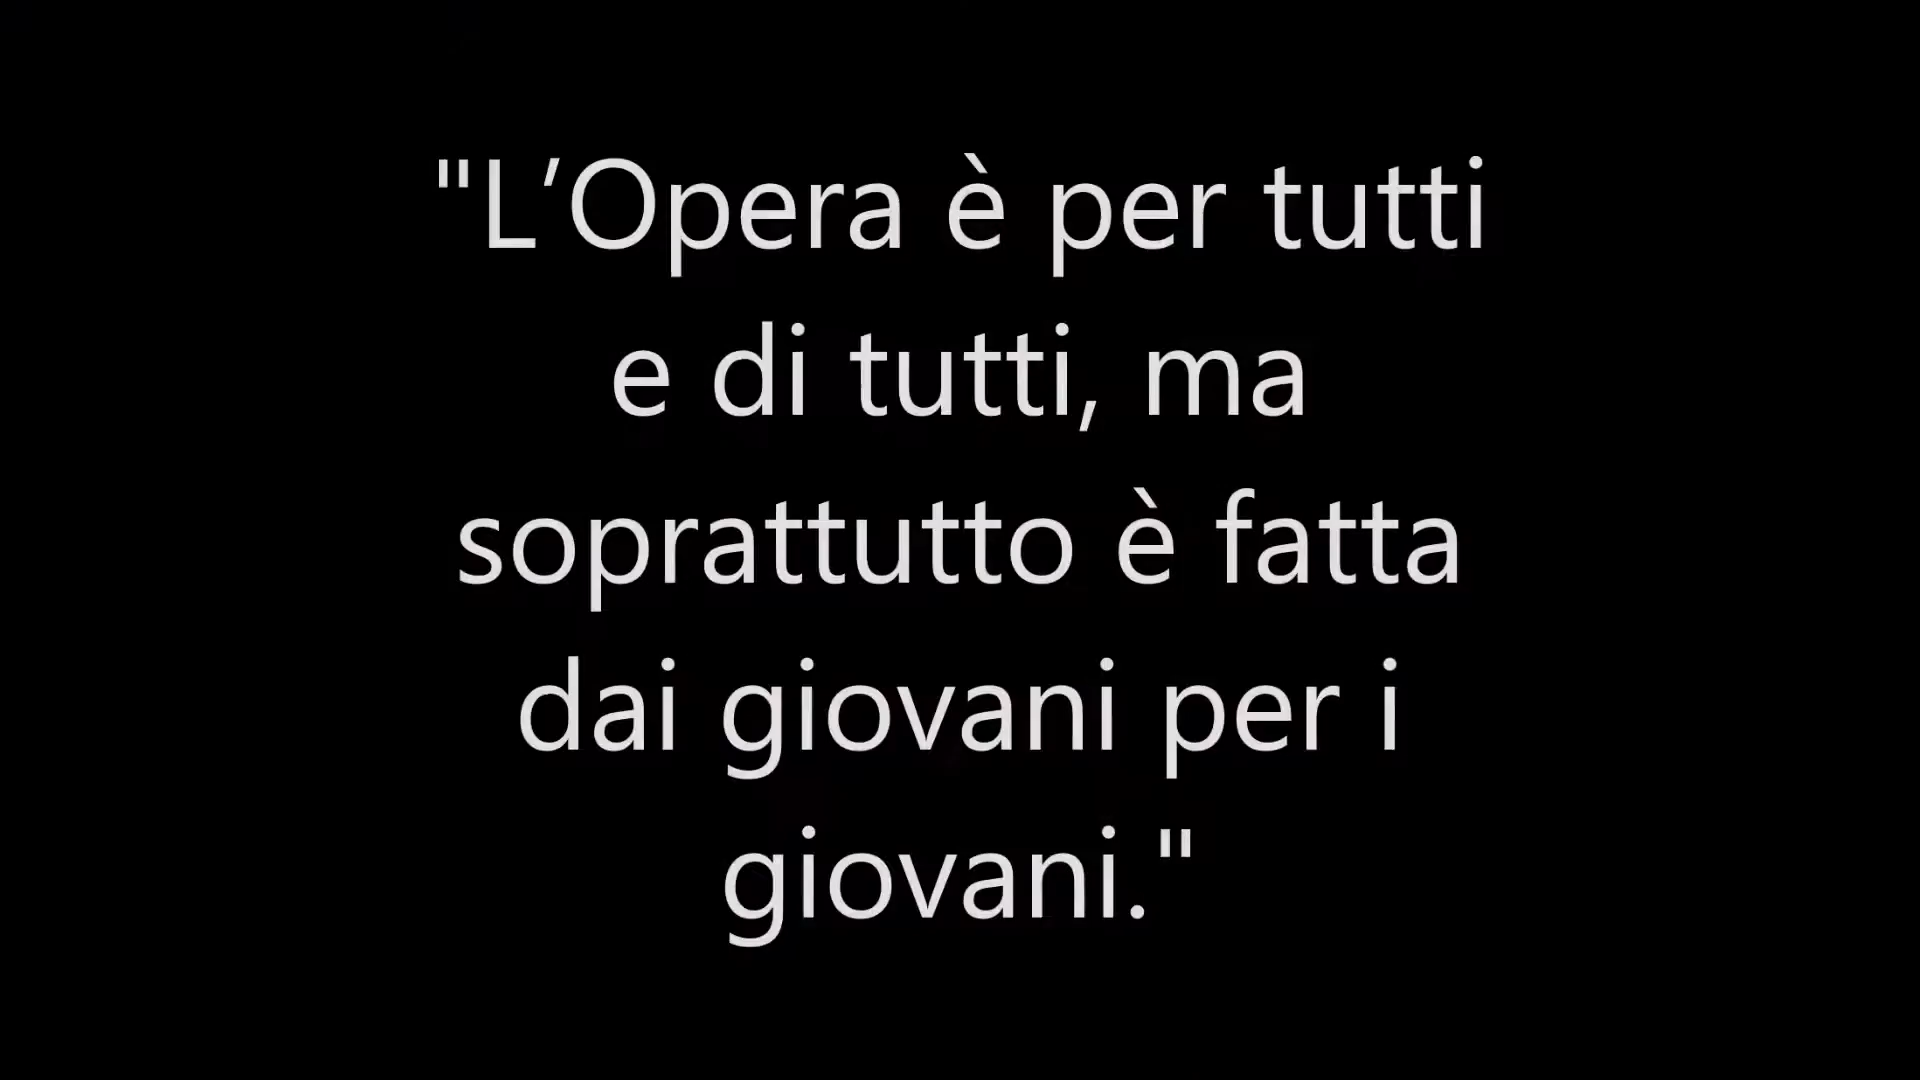 "L’Opera è per tutti
e di tutti, ma
soprattutto è fatta
dai giovani per i
giovani."